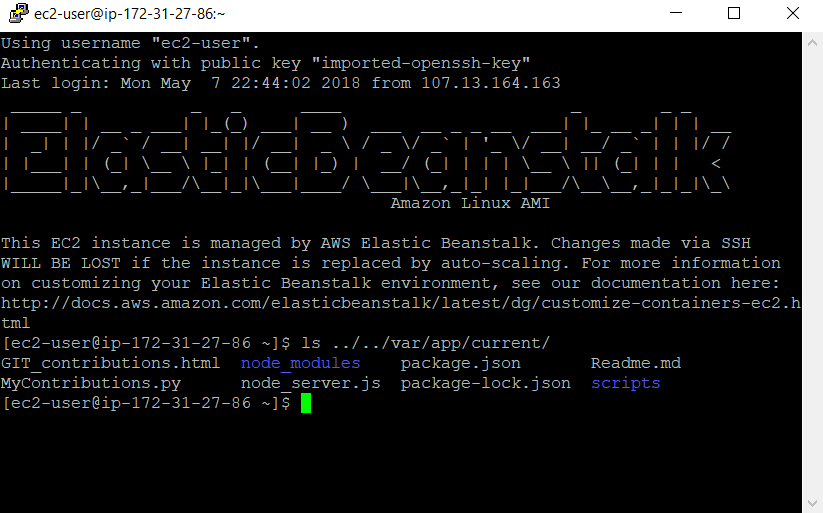 ec2-user@ip-172-31-27-86:~
Using username "ec2-user".
Authenticating with public key "imported-openssh-key"
Last login: Mon May  7 22:44:02 2018 from 107.13.164.163
ElasticBeanstalk
Amazon Linux AMI
This EC2 instance is managed by AWS Elastic Beanstalk. Changes made via SSH
WILL BE LOST if the instance is replaced by auto-scaling. For more information
on customizing your Elastic Beanstalk environment, see our documentation here:
http://docs.aws.amazon.com/elasticbeanstalk/latest/dg/customize-containers-ec2.h
tml
[ec2-user@ip-172-31-27-86 ~]$ ls ../../var/app/current/
GIT_contributions.html  node_modules    package.json       Readme.md
MyContributions.py      node_server.js  package-lock.json  scripts
[ec2-user@ip-172-31-27-86 ~]$